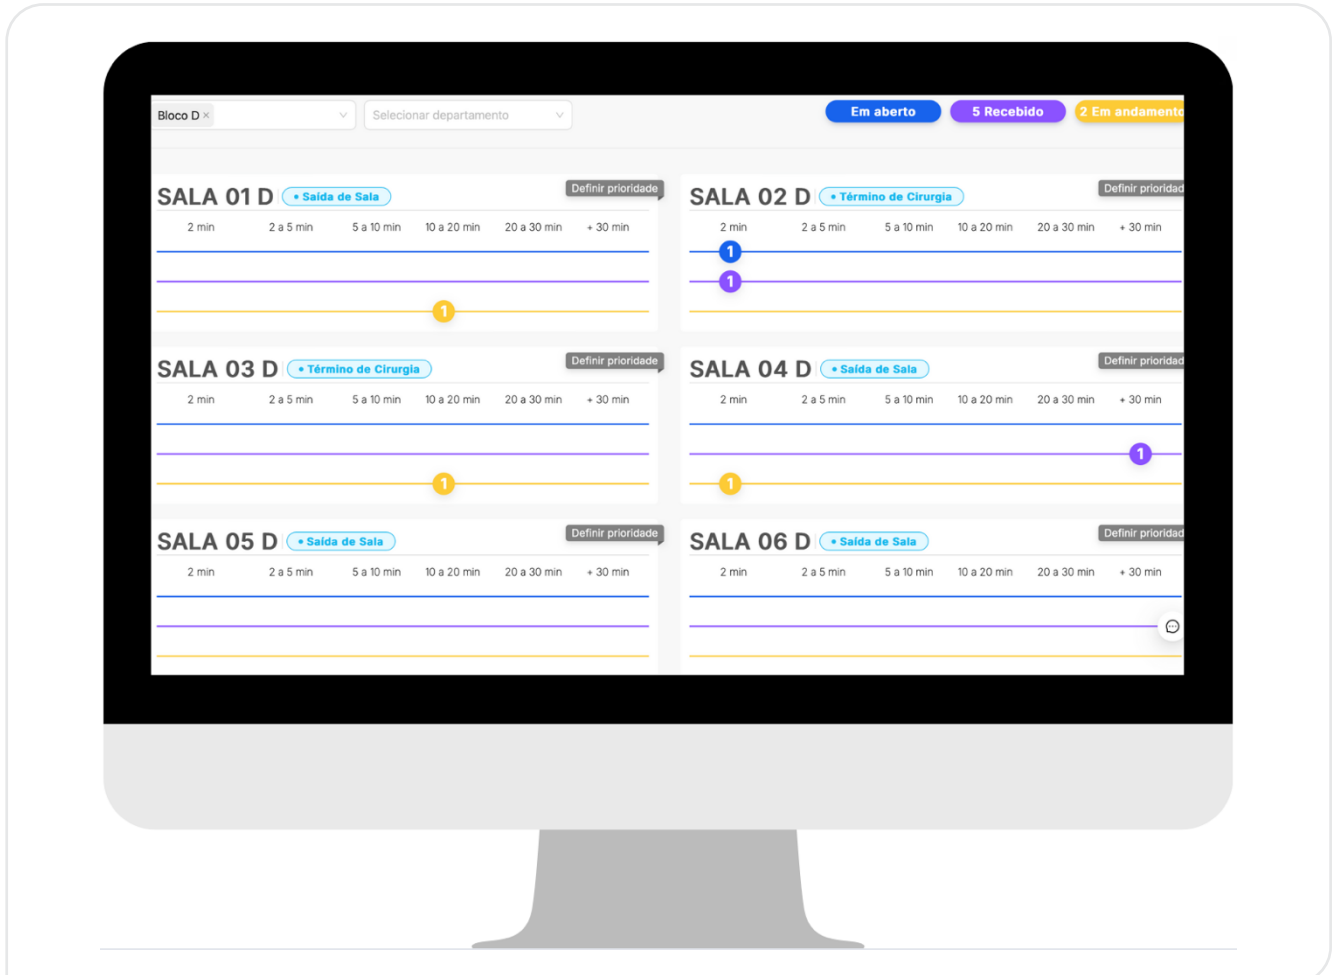 Bloco D × Selecionar departamento Em aberto 5 Recebido 2 Em andamento
SALA 01 D • Saída de Sala Definir prioridade
2 min 2 a 5 min 5 a 10 min 10 a 20 min 20 a 30 min + 30 min
1
SALA 02 D • Término de Cirurgia Definir prioridad
2 min 2 a 5 min 5 a 10 min 10 a 20 min 20 a 30 min + 30 min
1
1
SALA 03 D • Término de Cirurgia Definir prioridade
2 min 2 a 5 min 5 a 10 min 10 a 20 min 20 a 30 min + 30 min
1
SALA 04 D • Saída de Sala Definir prioridad
2 min 2 a 5 min 5 a 10 min 10 a 20 min 20 a 30 min + 30 min
1
1
SALA 05 D • Saída de Sala Definir prioridade
2 min 2 a 5 min 5 a 10 min 10 a 20 min 20 a 30 min + 30 min
SALA 06 D • Saída de Sala Definir prioridad
2 min 2 a 5 min 5 a 10 min 10 a 20 min 20 a 30 min + 30 min